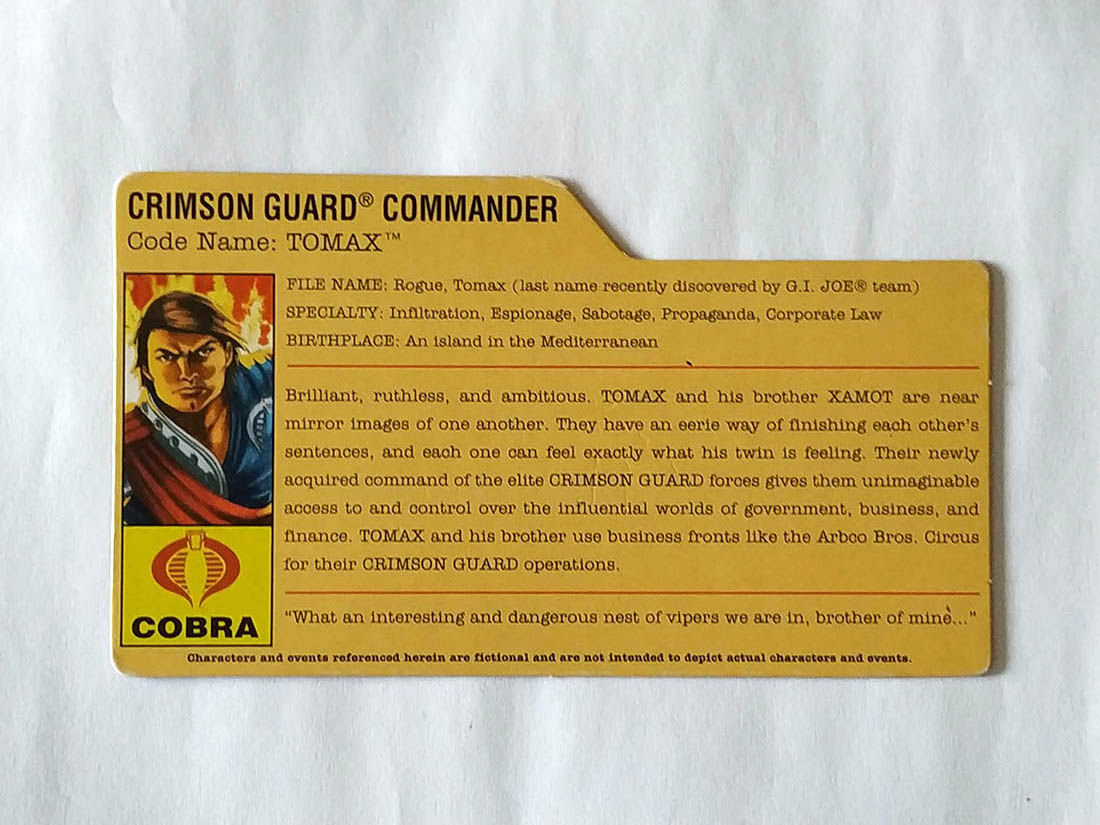 CRIMSON GUARD® COMMANDER
Code Name: TOMAX™
FILE NAME: Rogue, Tomax (last name recently discovered by G.I. JOE® team)
SPECIALTY: Infiltration, Espionage, Sabotage, Propaganda, Corporate Law
BIRTHPLACE: An island in the Mediterranean
Brilliant, ruthless, and ambitious. TOMAX and his brother XAMOT are near
mirror images of one another. They have an eerie way of finishing each other's
sentences, and each one can feel exactly what his twin is feeling. Their newly
acquired command of the elite CRIMSON GUARD forces gives them unimaginable
access to and control over the influential worlds of government, business, and
finance. TOMAX and his brother use business fronts like the Arbco Bros. Circus
for their CRIMSON GUARD operations.
COBRA
"What an interesting and dangerous nest of vipers we are in, brother of mine..."
Characters and events referenced herein are fictional and are not intended to depict actual characters and events.